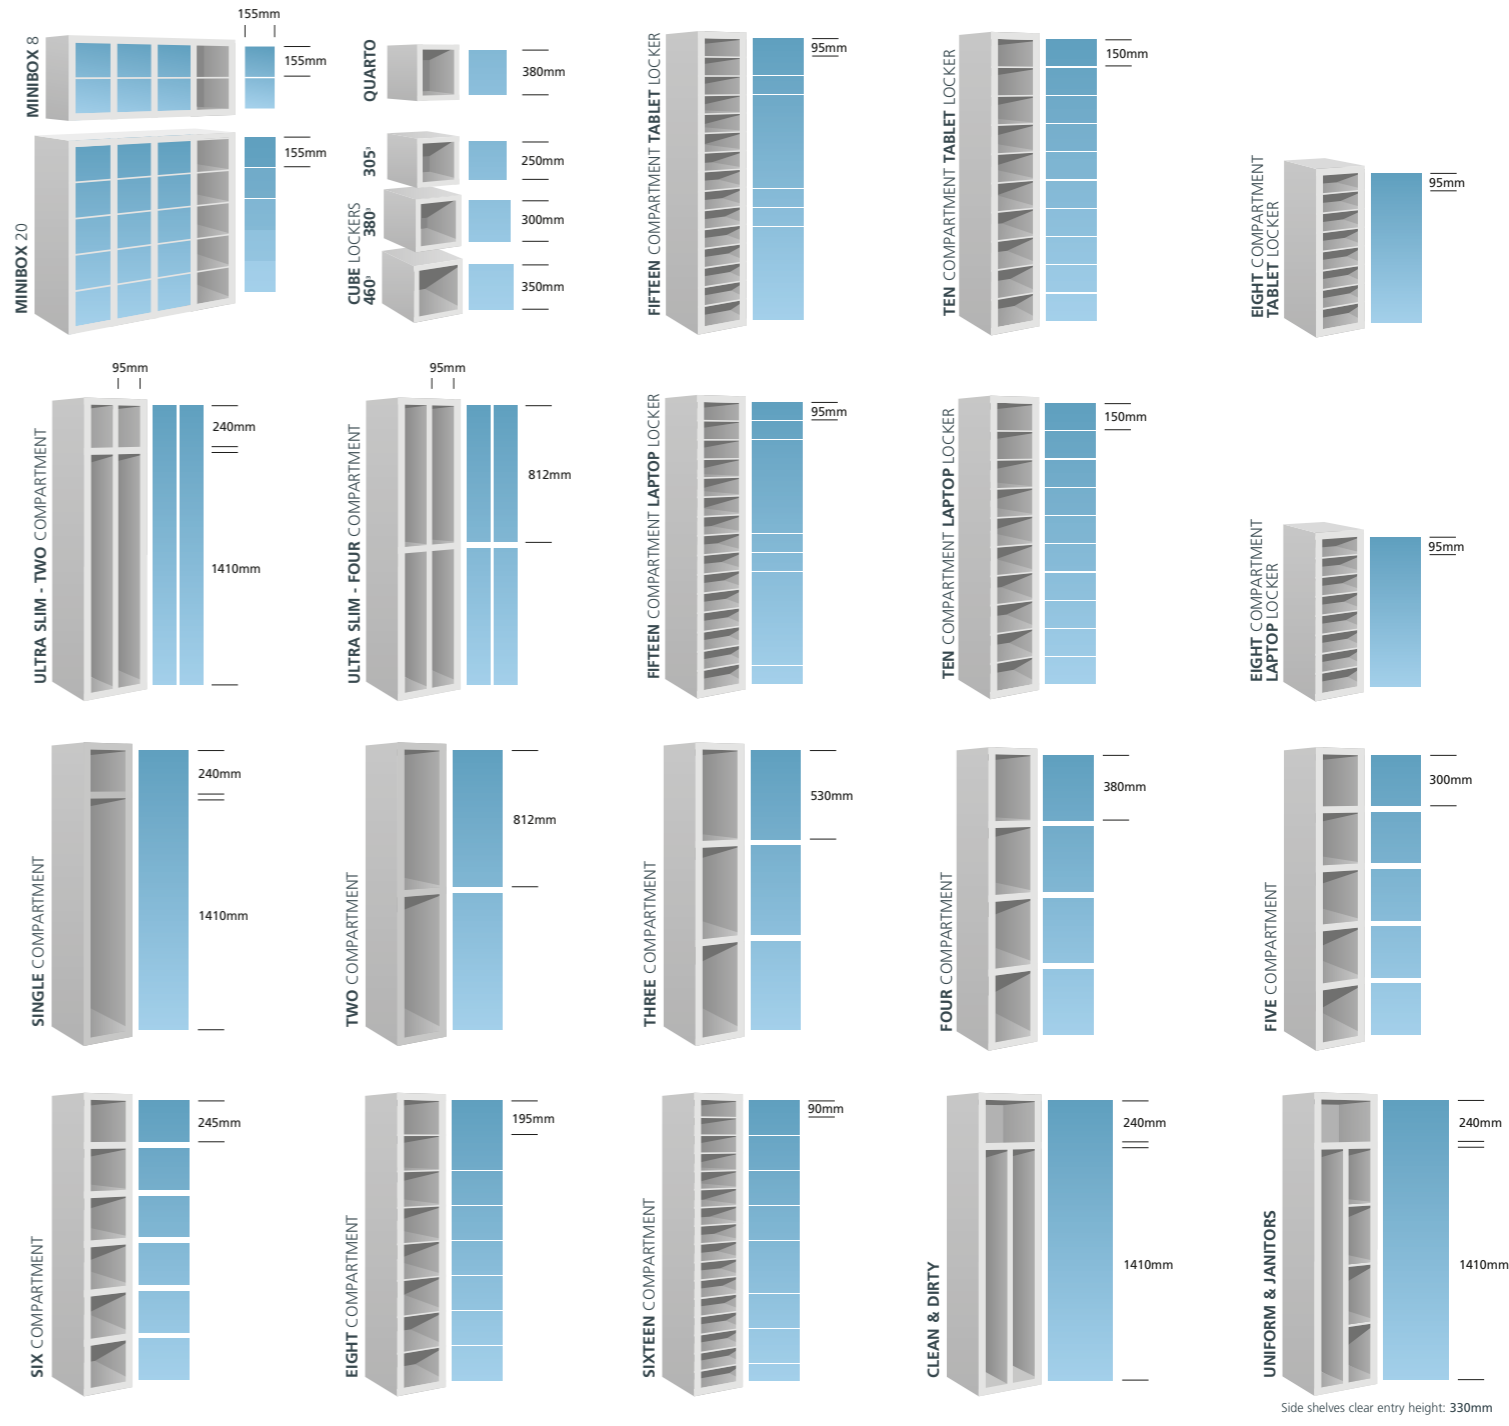 155mm
MINIBOX 8
155mm
MINIBOX 20
155mm
QUARTO
380mm
CUBE LOCKERS
305³
250mm
380³
300mm
460³
350mm
FIFTEEN COMPARTMENT TABLET LOCKER
95mm
TEN COMPARTMENT TABLET LOCKER
150mm
EIGHT COMPARTMENT
TABLET LOCKER
95mm
ULTRA SLIM - TWO COMPARTMENT
95mm
240mm
1410mm
ULTRA SLIM - FOUR COMPARTMENT
95mm
812mm
FIFTEEN COMPARTMENT LAPTOP LOCKER
95mm
TEN COMPARTMENT LAPTOP LOCKER
150mm
EIGHT COMPARTMENT
LAPTOP LOCKER
95mm
SINGLE COMPARTMENT
240mm
1410mm
TWO COMPARTMENT
812mm
THREE COMPARTMENT
530mm
FOUR COMPARTMENT
380mm
FIVE COMPARTMENT
300mm
SIX COMPARTMENT
245mm
EIGHT COMPARTMENT
195mm
SIXTEEN COMPARTMENT
90mm
CLEAN & DIRTY
240mm
1410mm
UNIFORM & JANITORS
240mm
1410mm
Side shelves clear entry height: 330mm